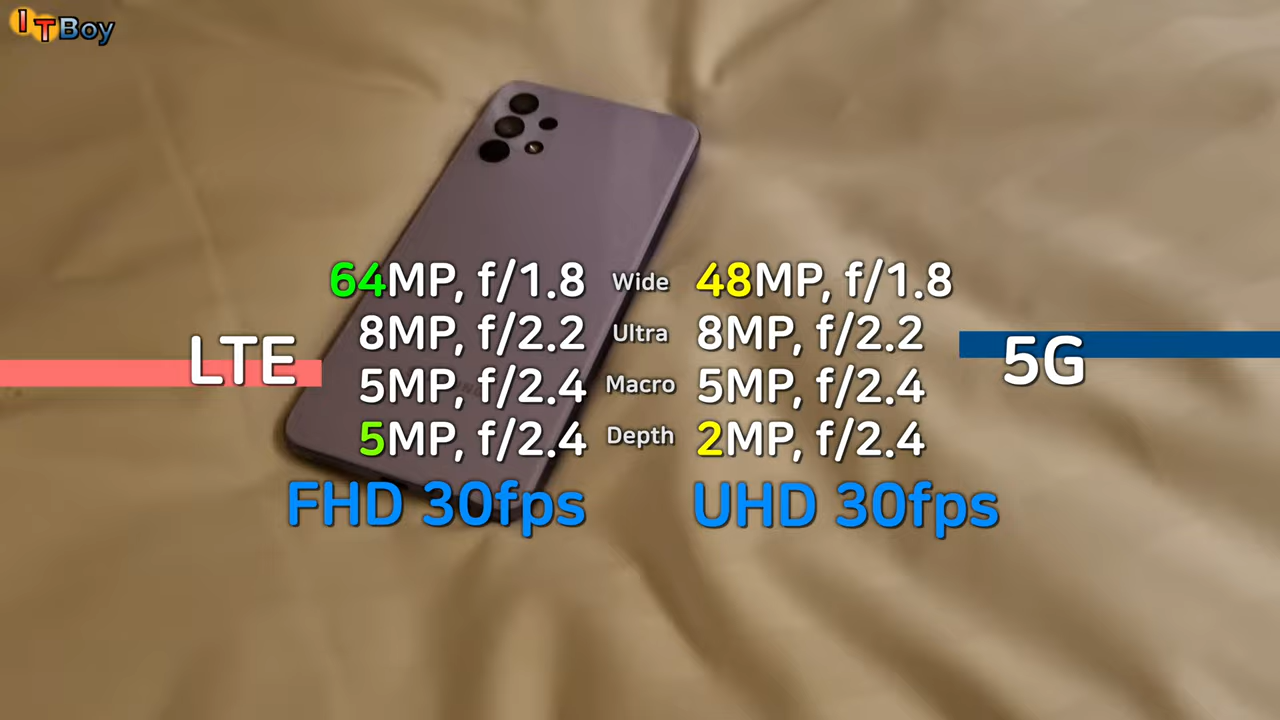 ITBoy
64MP, f/1.8 Wide 48MP, f/1.8
8MP, f/2.2 Ultra 8MP, f/2.2
LTE
5G
5MP, f/2.4 Macro 5MP, f/2.4
5MP, f/2.4 Depth 2MP, f/2.4
FHD 30fps UHD 30fps